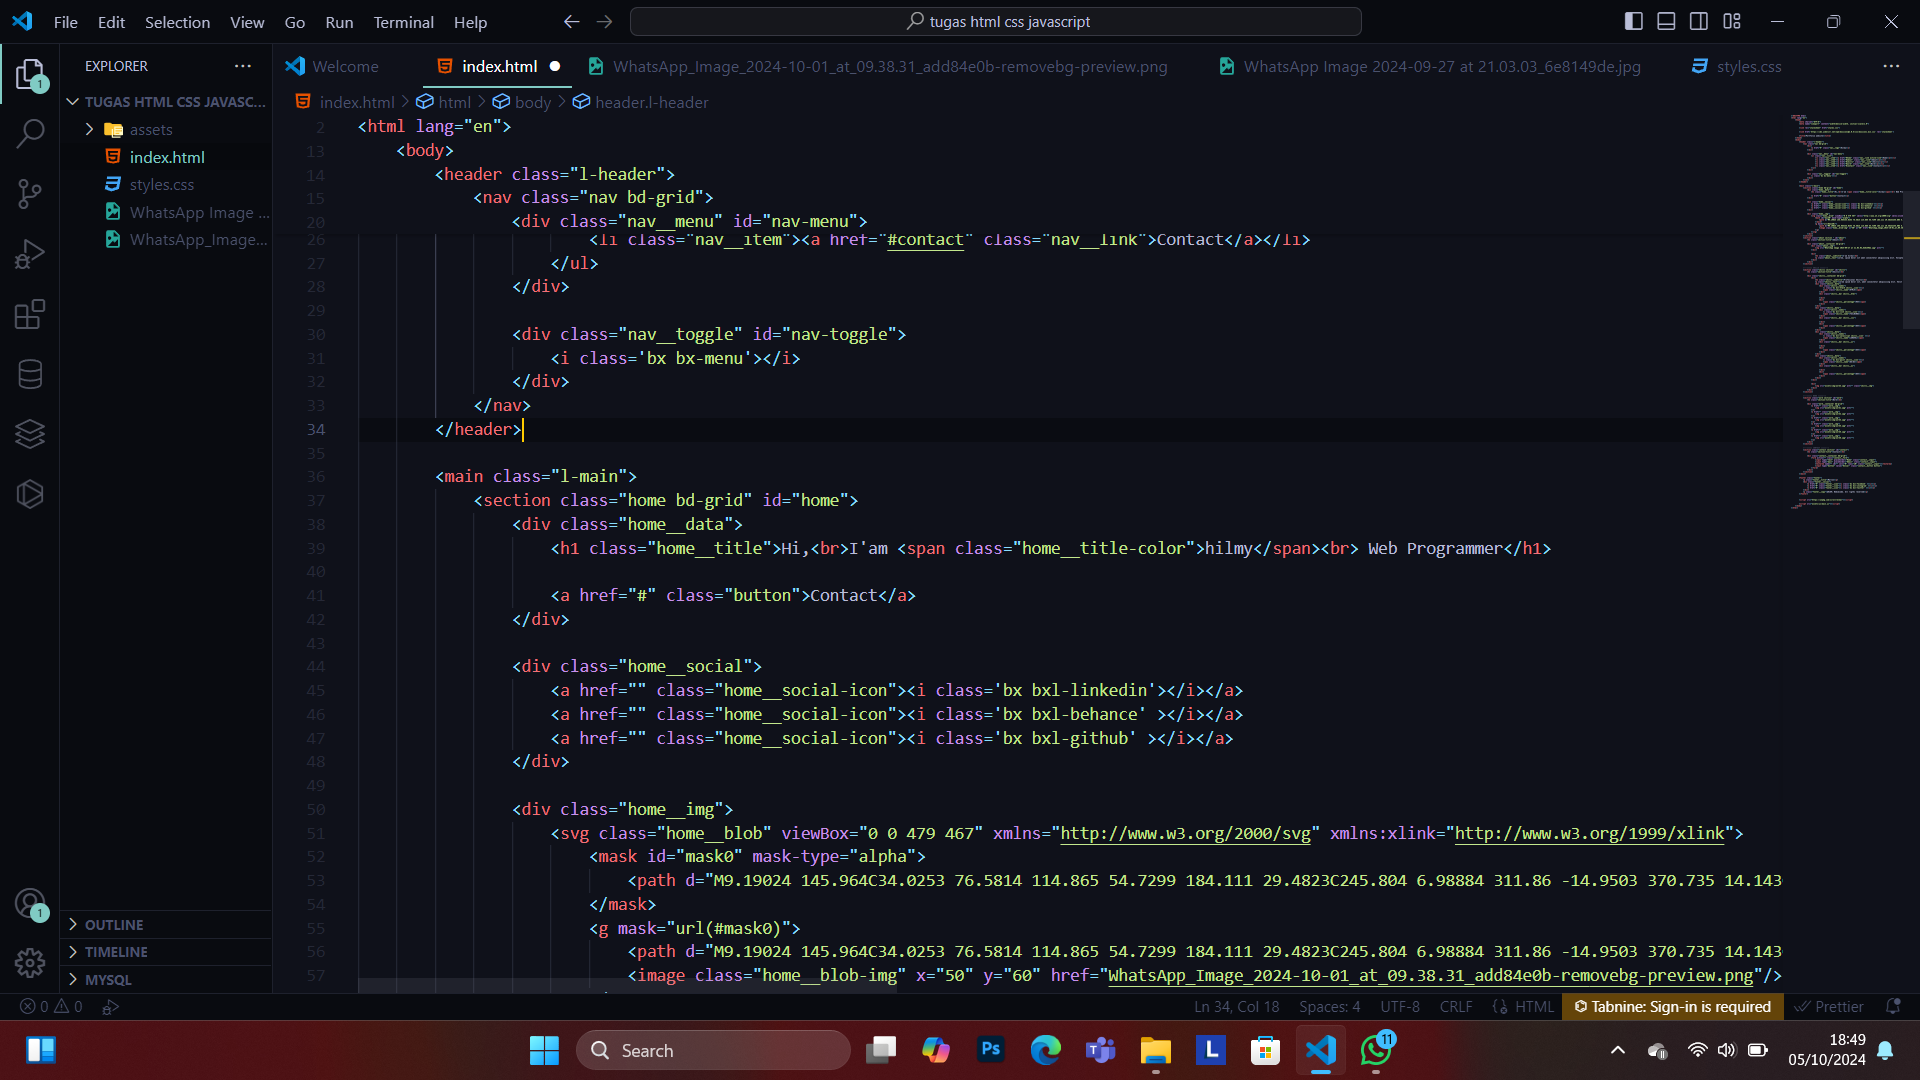 File Edit Selection View Go Run Terminal Help
tugas html css javascript
EXPLORER
TUGAS HTML CSS JAVASC...
assets
index.html
styles.css
WhatsApp Image ...
WhatsApp_Image...
OUTLINE
TIMELINE
MYSQL
1
1
Welcome
index.html
WhatsApp_Image_2024-10-01_at_09.38.31_add84e0b-removebg-preview.png
WhatsApp Image 2024-09-27 at 21.03.03_6e8149de.jpg
styles.css
index.html > html > body > header.l-header
2 <html lang="en">
13 <body>
14 <header class="l-header">
15 <nav class="nav bd-grid">
20 <div class="nav__menu" id="nav-menu">
26 <li class="nav__item"><a href="#contact" class="nav__link">Contact</a></li>
27 </ul>
28 </div>
29
30 <div class="nav__toggle" id="nav-toggle">
31 <i class='bx bx-menu'></i>
32 </div>
33 </nav>
34 </header>
35
36 <main class="l-main">
37 <section class="home bd-grid" id="home">
38 <div class="home__data">
39 <h1 class="home__title">Hi,<br>I'am <span class="home__title-color">hilmy</span><br> Web Programmer</h1>
40
41 <a href="#" class="button">Contact</a>
42 </div>
43
44 <div class="home__social">
45 <a href="" class="home__social-icon"><i class='bx bxl-linkedin'></i></a>
46 <a href="" class="home__social-icon"><i class='bx bxl-behance' ></i></a>
47 <a href="" class="home__social-icon"><i class='bx bxl-github' ></i></a>
48 </div>
49
50 <div class="home__img">
51 <svg class="home__blob" viewBox="0 0 479 467" xmlns="http://www.w3.org/2000/svg" xmlns:xlink="http://www.w3.org/1999/xlink">
52 <mask id="mask0" mask-type="alpha">
53 <path d="M9.19024 145.964C34.0253 76.5814 114.865 54.7299 184.111 29.4823C245.804 6.98884 311.86 -14.9503 370.735 14.143
54 </mask>
55 <g mask="url(#mask0)">
56 <path d="M9.19024 145.964C34.0253 76.5814 114.865 54.7299 184.111 29.4823C245.804 6.98884 311.86 -14.9503 370.735 14.143
57 <image class="home__blob-img" x="50" y="60" href="WhatsApp_Image_2024-10-01_at_09.38.31_add84e0b-removebg-preview.png"/>
0 0
Ln 34, Col 18 Spaces: 4 UTF-8 CRLF {} HTML Tabnine: Sign-in is required Prettier
Search
Ps
L
11
18:49
05/10/2024